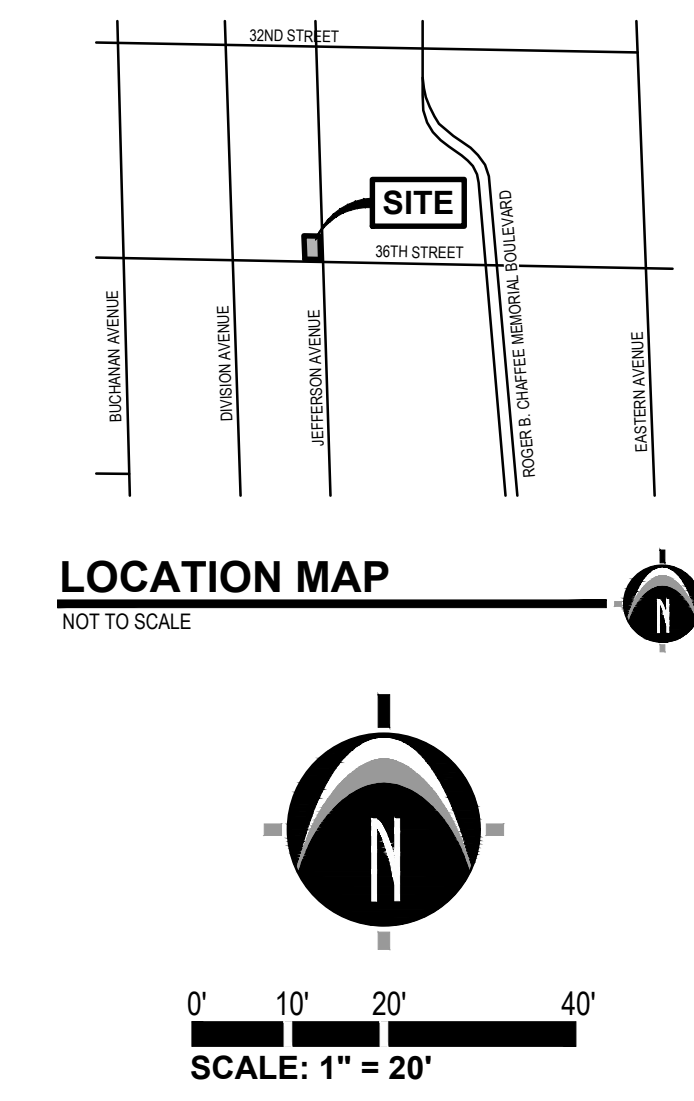 32ND STREET
SITE
36TH STREET
BUCHANAN AVENUE
DIVISION AVENUE
JEFFERSON AVENUE
ROGER B. CHAFFEE MEMORIAL BOULEVARD
EASTERN AVENUE
LOCATION MAP
NOT TO SCALE
N
N
0' 10' 20' 40'
SCALE: 1" = 20'